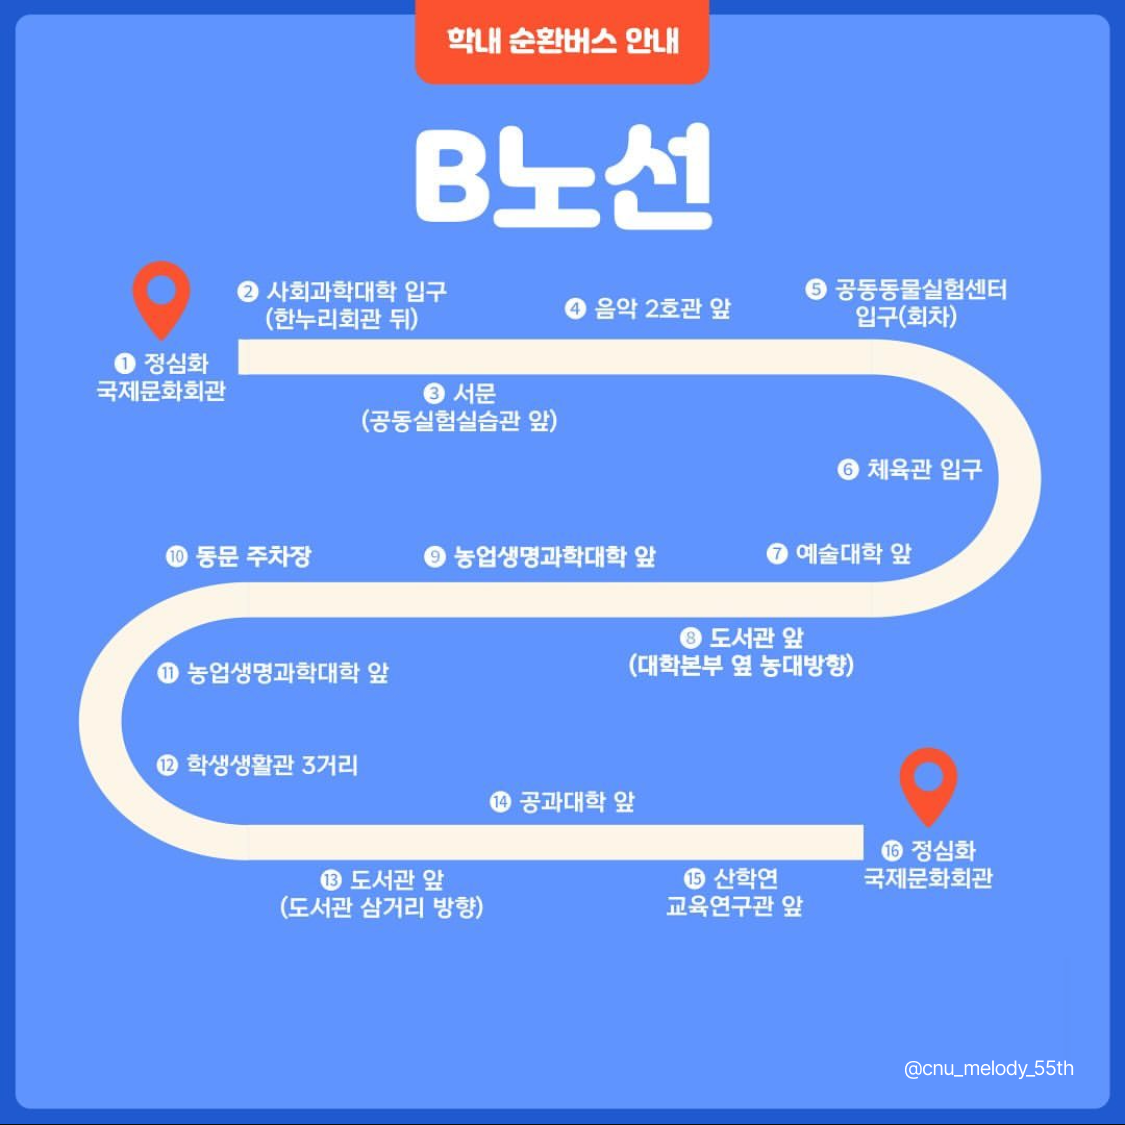 학내 순환버스 안내
B노선
❶ 정심화
국제문화회관
❷ 사회과학대학 입구
(한누리회관 뒤)
❸ 서문
(공동실험실습관 앞)
❹ 음악 2호관 앞
❺ 공동동물실험센터
입구(회차)
❻ 체육관 입구
❼ 예술대학 앞
❽ 도서관 앞
(대학본부 옆 농대방향)
❾ 농업생명과학대학 앞
❿ 동문 주차장
⓫ 농업생명과학대학 앞
⓬ 학생생활관 3거리
⓭ 도서관 앞
(도서관 삼거리 방향)
⓮ 공과대학 앞
⓯ 산학연
교육연구관 앞
⓰ 정심화
국제문화회관
@cnu_melody_55th